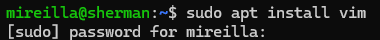 mireilla@sherman:~$ sudo apt install vim
[sudo] password for mireilla: